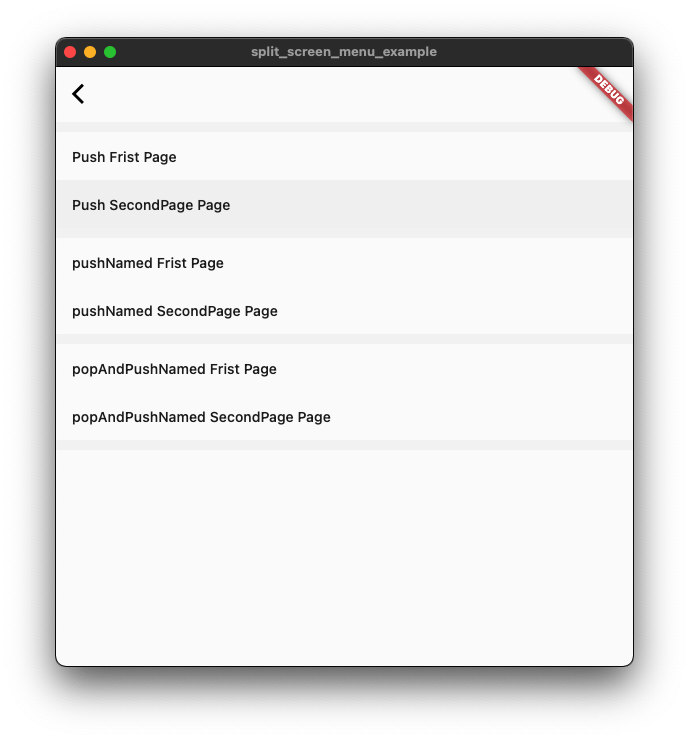 split_screen_menu_example
DEBUG
Push Frist Page
Push SecondPage Page
pushNamed Frist Page
pushNamed SecondPage Page
popAndPushNamed Frist Page
popAndPushNamed SecondPage Page